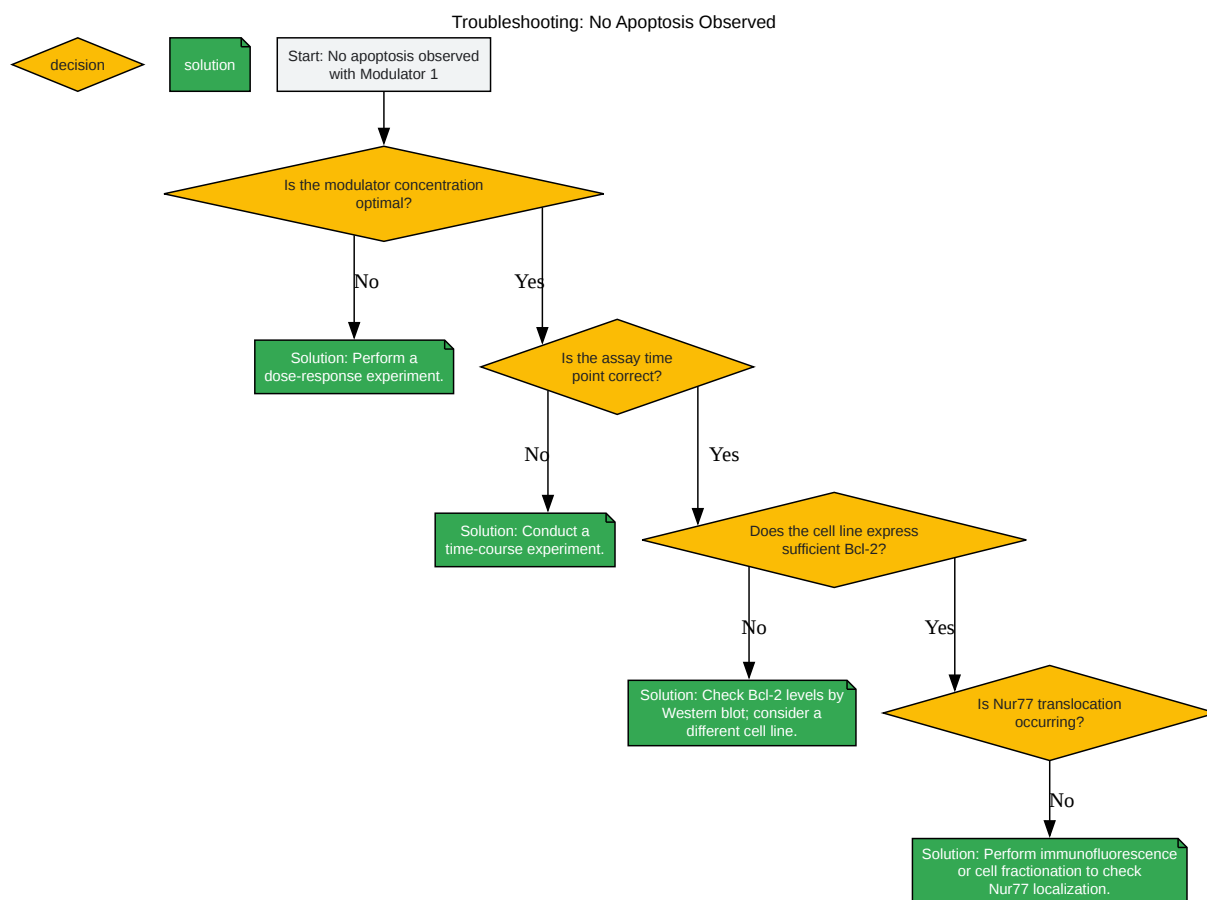 Troubleshooting: No Apoptosis Observed
decision
solution
Start: No apoptosis observed
with Modulator 1
Is the modulator concentration
optimal?
No
Yes
Solution: Perform a
dose-response experiment.
Is the assay time
point correct?
No
Yes
Solution: Conduct a
time-course experiment.
Does the cell line express
sufficient Bcl-2?
No
Yes
Solution: Check Bcl-2 levels by
Western blot; consider a
different cell line.
Is Nur77 translocation
occurring?
No
Solution: Perform immunofluorescence
or cell fractionation to check
Nur77 localization.